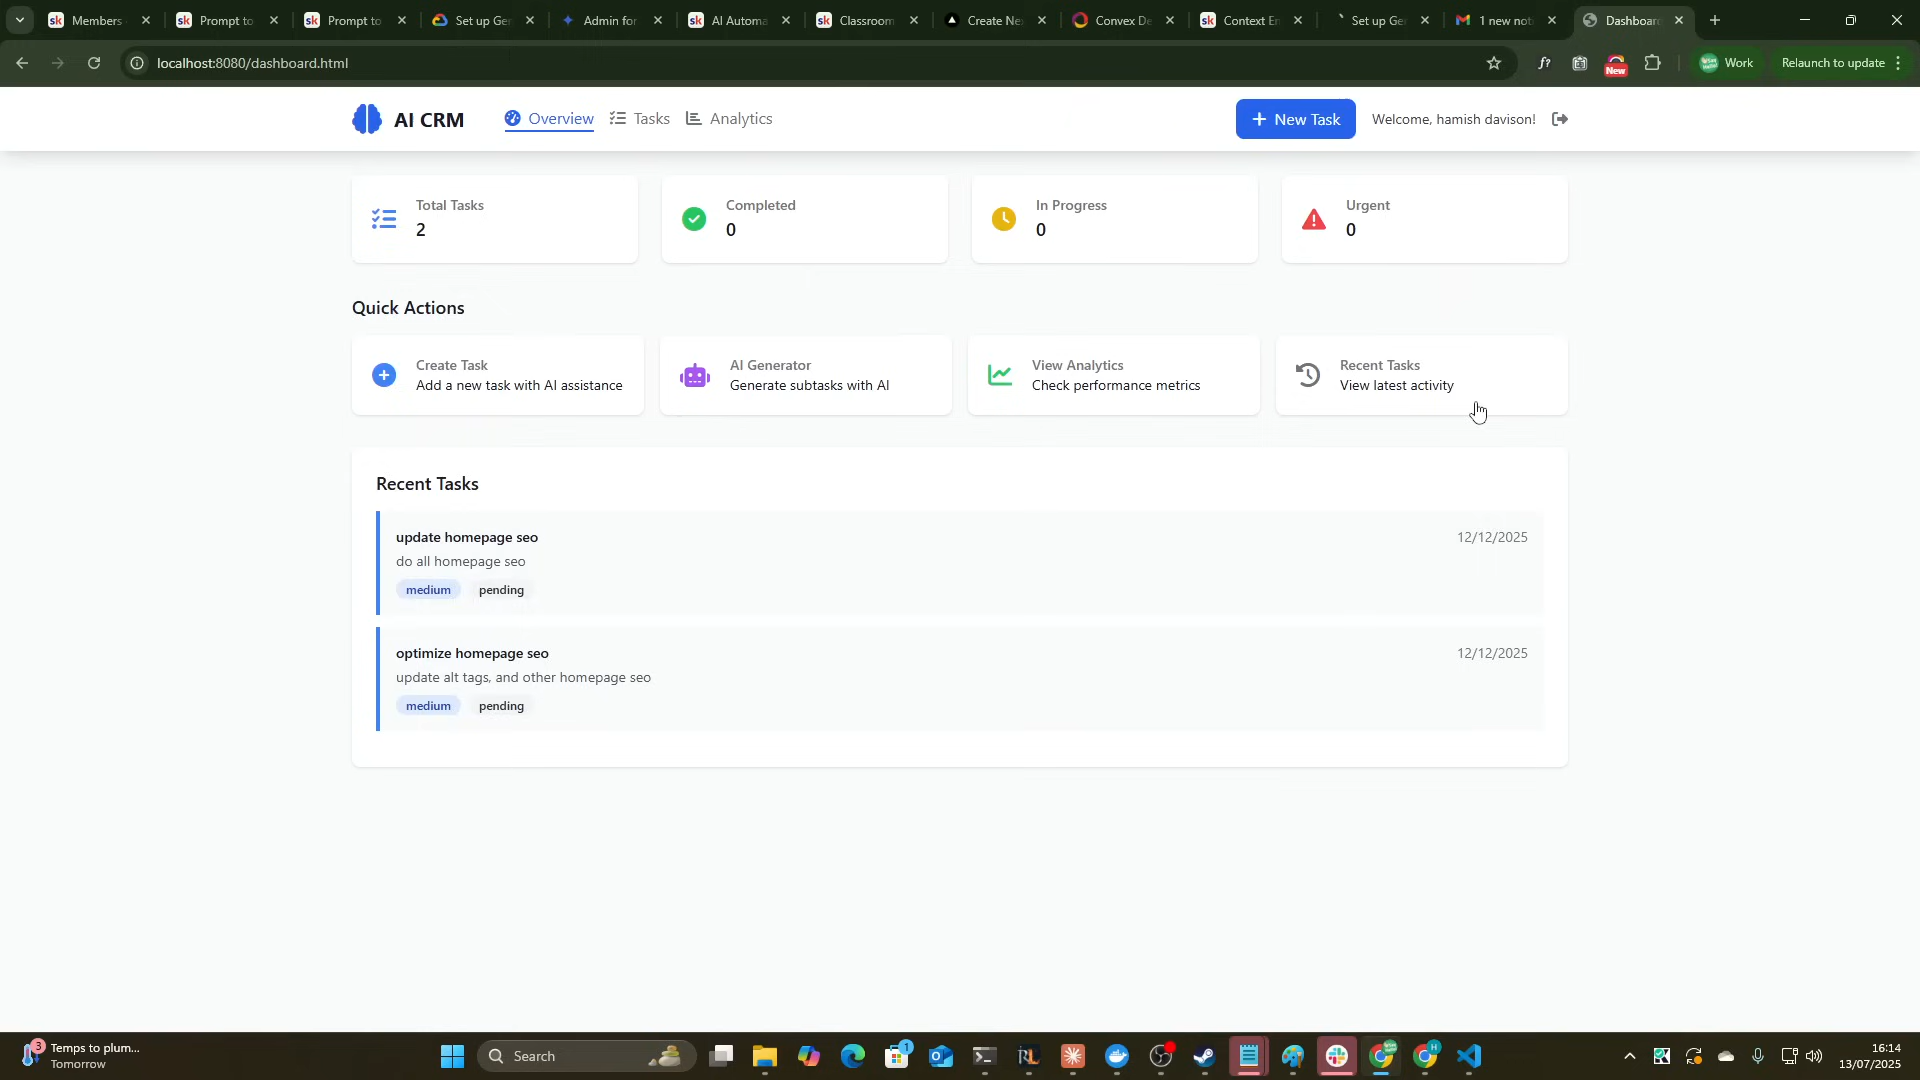 Members
Prompt to
Prompt to
Set up Ge
Admin for
AI Automa
Classroom
Create Ne
Convex De
Context E
Set up Ge
1 new not
Dashboard
localhost:8080/dashboard.html
f?
New
Work
Relaunch to update
AI CRM
Overview
Tasks
Analytics
+ New Task
Welcome, hamish davison!
Total Tasks
2
Completed
0
In Progress
0
Urgent
0
Quick Actions
Create Task
Add a new task with AI assistance
AI Generator
Generate subtasks with AI
View Analytics
Check performance metrics
Recent Tasks
View latest activity
Recent Tasks
update homepage seo
12/12/2025
do all homepage seo
medium
pending
optimize homepage seo
12/12/2025
update alt tags, and other homepage seo
medium
pending
3
Temps to plum...
Tomorrow
Search
1
16:14
13/07/2025